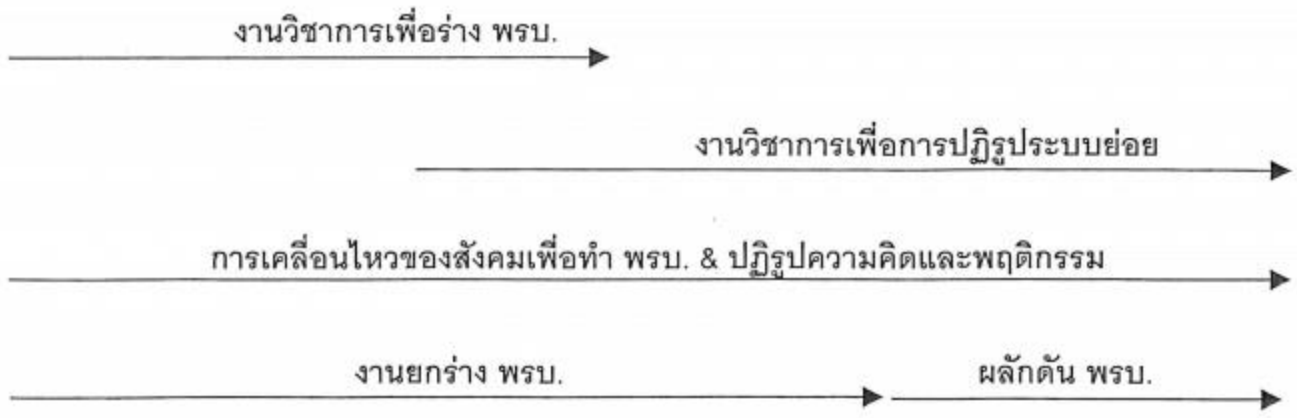 งานวิชาการเพื่อร่าง พรบ.
งานวิชาการเพื่อการปฏิรูประบบย่อย
การเคลื่อนไหวของสังคมเพื่อทำ พรบ. & ปฏิรูปความคิดและพฤติกรรม
งานยกร่าง พรบ. ผลักดัน พรบ.